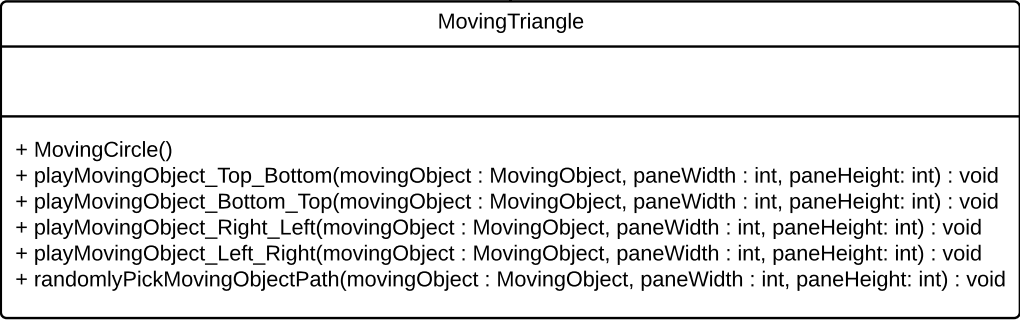 MovingTriangle
+ MovingCircle()
+ playMovingObject_Top_Bottom(movingObject : MovingObject, paneWidth : int, paneHeight: int) : void
+ playMovingObject_Bottom_Top(movingObject : MovingObject, paneWidth : int, paneHeight: int) : void
+ playMovingObject_Right_Left(movingObject : MovingObject, paneWidth : int, paneHeight: int) : void
+ playMovingObject_Left_Right(movingObject : MovingObject, paneWidth : int, paneHeight: int) : void
+ randomlyPickMovingObjectPath(movingObject : MovingObject, paneWidth : int, paneHeight: int) : void